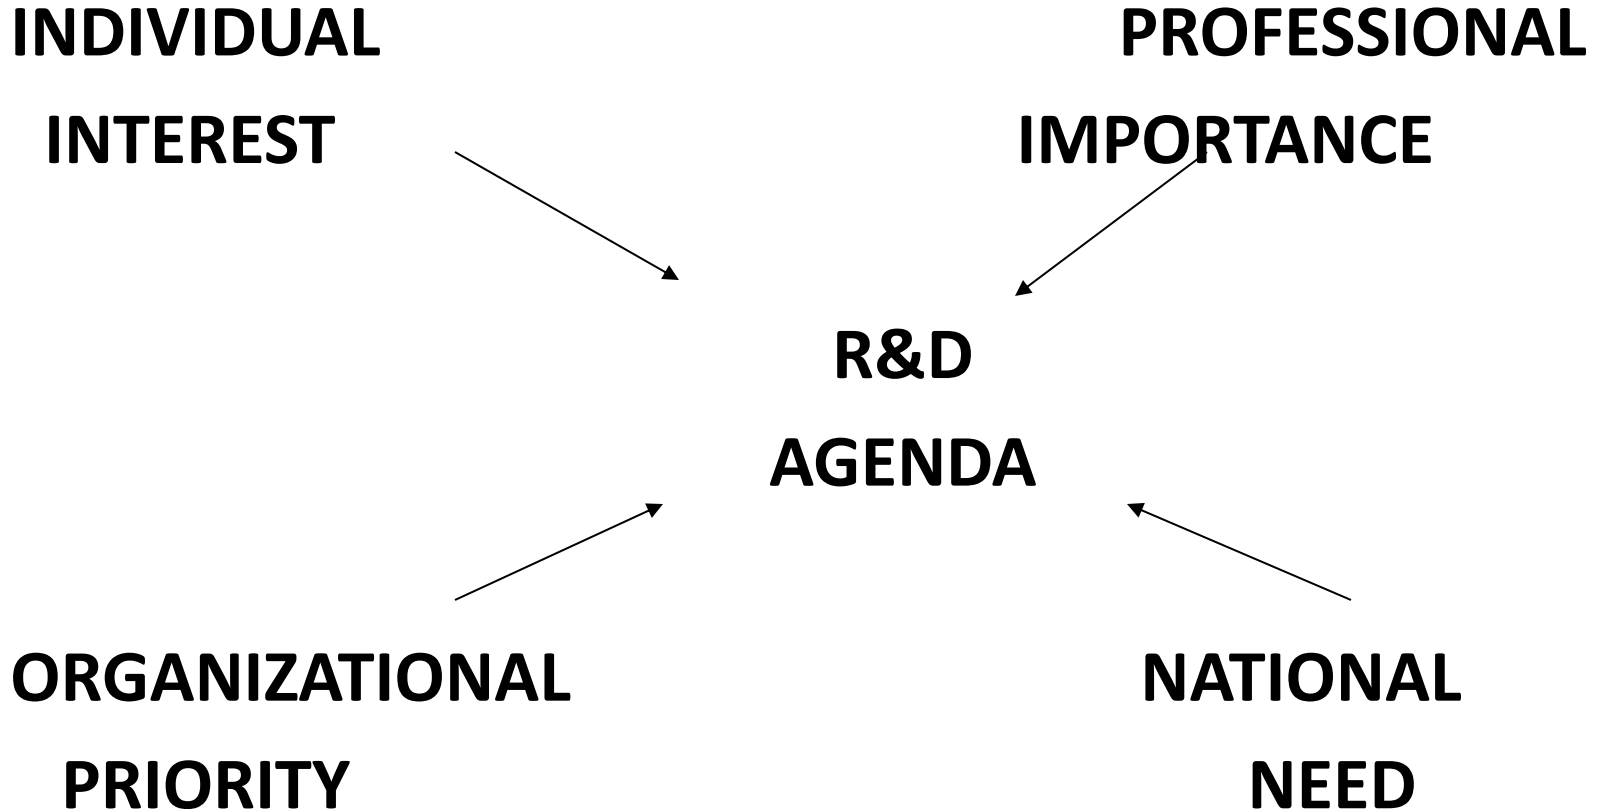 INDIVIDUAL PROFESSIONAL
INTEREST IMPORTANCE
R&D
AGENDA
ORGANIZATIONAL NATIONAL
PRIORITY NEED